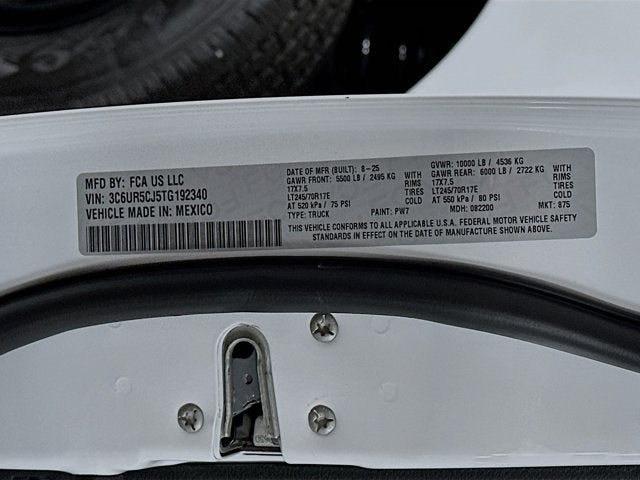 MFD BY: FCA US LLC
VIN: 3C6UR5CJ5TG192340
VEHICLE MADE IN: MEXICO
DATE OF MFR (BUILT): 8-25
GAWR FRONT: 5500 LB / 2495 KG WITH
17X7.5 RIMS
LT245/70R17E TIRES
AT 520 kPa / 75 PSI COLD
TYPE: TRUCK PAINT: PW7
GVWR: 10000 LB / 4536 KG
GAWR REAR: 6000 LB / 2722 KG WITH
17X7.5 RIMS
LT245/70R17E TIRES
AT 550 kPa / 80 PSI COLD
MDH: 082200 MKT: 875
THIS VEHICLE CONFORMS TO ALL APPLICABLE U.S.A. FEDERAL MOTOR VEHICLE SAFETY
STANDARDS IN EFFECT ON THE DATE OF MANUFACTURE SHOWN ABOVE.